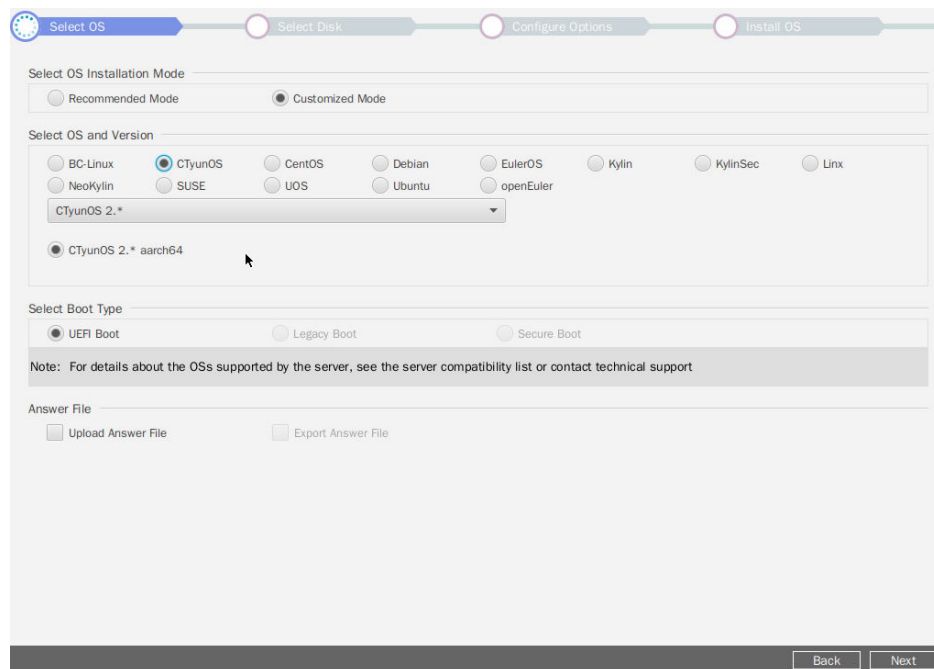 Select OS Select Disk Configure Options Install OS
Select OS Installation Mode
Recommended Mode Customized Mode
Select OS and Version
BC-Linux CTyunOS CentOS Debian EulerOS Kylin KylinSec Linx
NeoKylin SUSE UOS Ubuntu openEuler
CTyunOS 2.*
CTyunOS 2.* aarch64
Select Boot Type
UEFI Boot Legacy Boot Secure Boot
Note: For details about the OSs supported by the server, see the server compatibility list or contact technical support
Answer File
Upload Answer File Export Answer File
Back Next